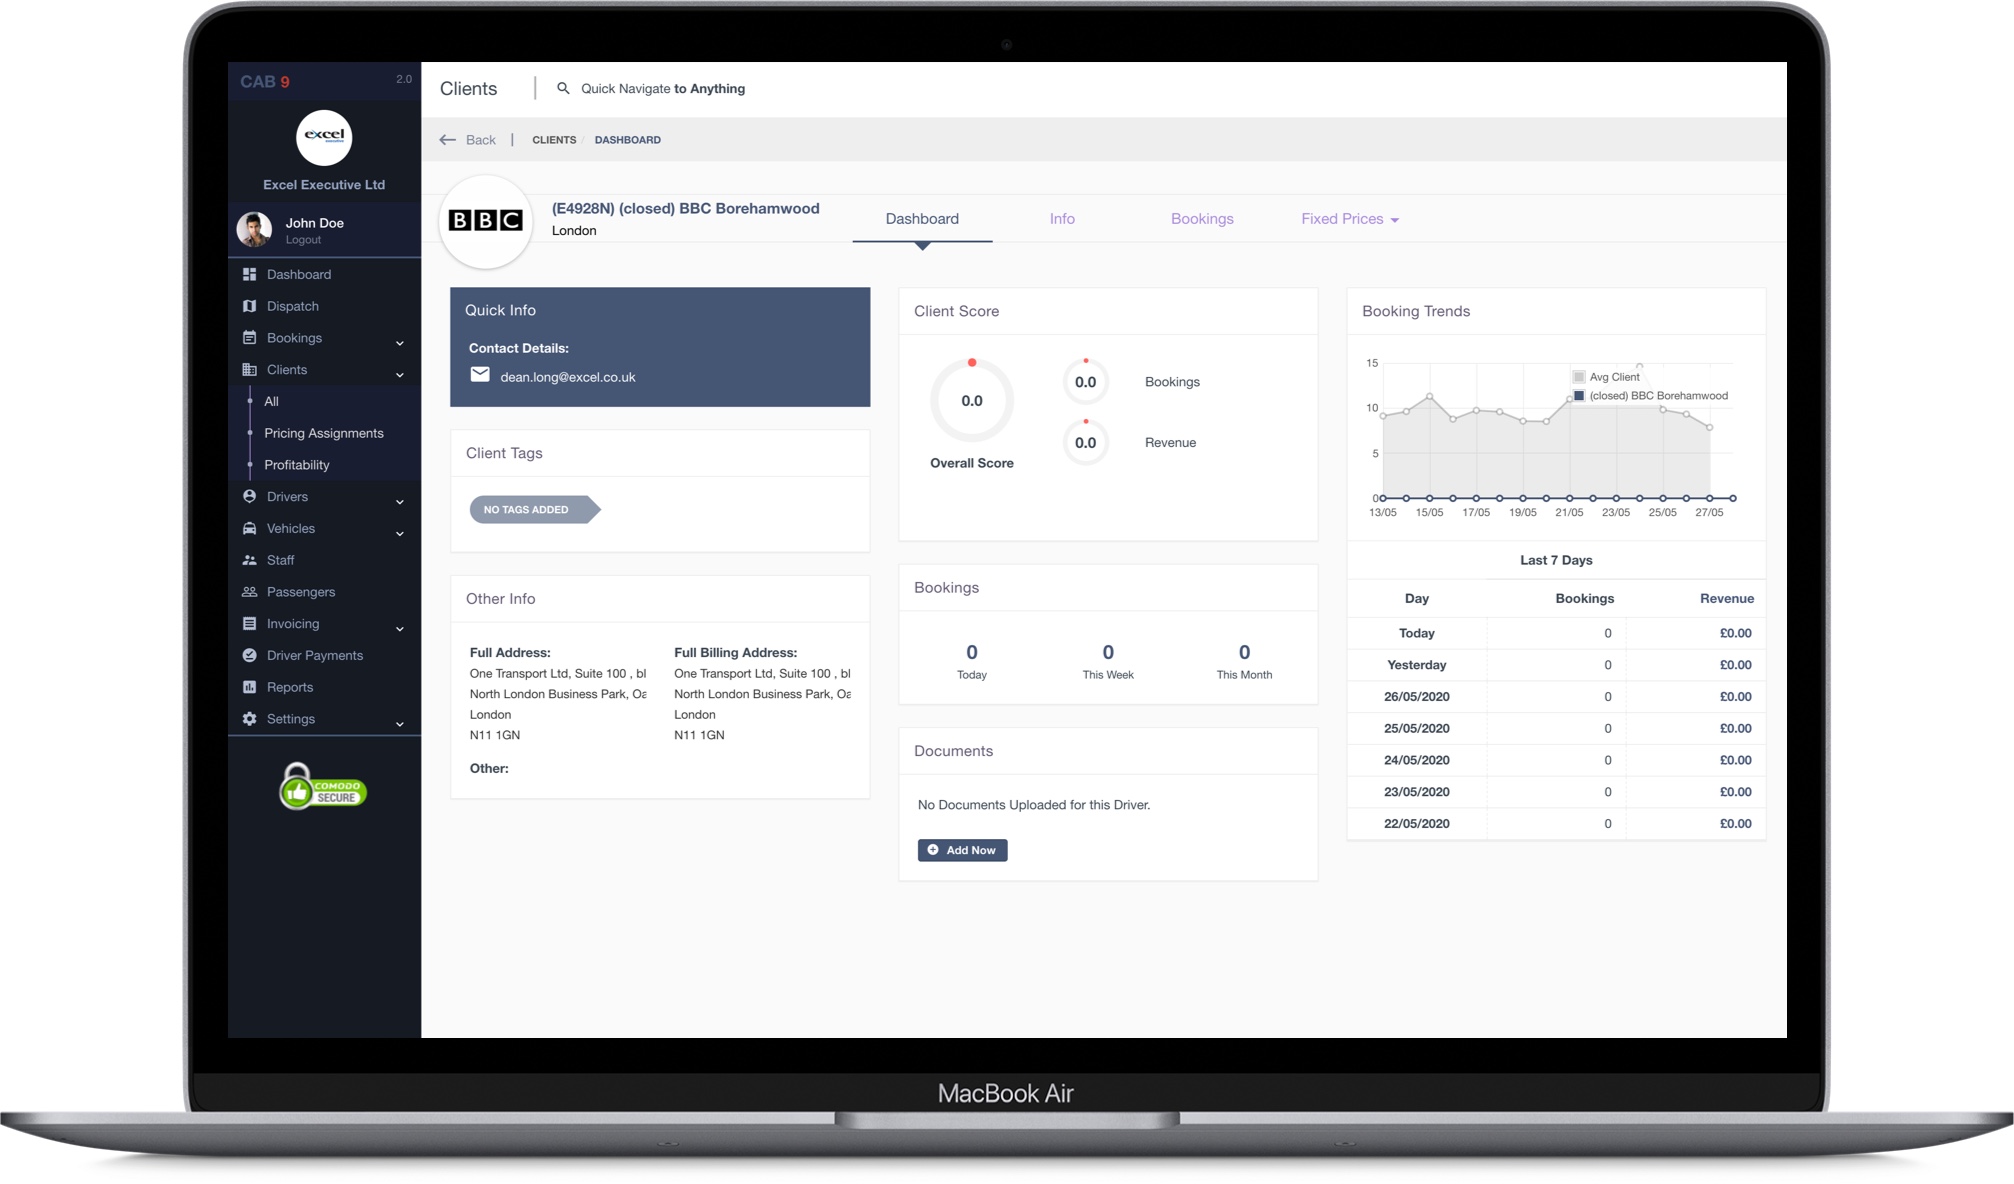 CAB 9
2.0
excel
Excel Executive Ltd
John Doe
Logout
Dashboard
Dispatch
Bookings
Clients
All
Pricing Assignments
Profitability
Drivers
Vehicles
Staff
Passengers
Invoicing
Driver Payments
Reports
Settings
COMODO
SECURE
Clients
Quick Navigate to Anything
Back
CLIENTS / DASHBOARD
BBC
(E4928N) (closed) BBC Borehamwood
London
Dashboard
Info
Bookings
Fixed Prices
Quick Info
Contact Details:
dean.long@excel.co.uk
Client Tags
NO TAGS ADDED
Other Info
Full Address:
One Transport Ltd, Suite 100 , bl
North London Business Park, Oa
London
N11 1GN
Full Billing Address:
One Transport Ltd, Suite 100 , bl
North London Business Park, Oa
London
N11 1GN
Other:
Client Score
0.0
Overall Score
0.0 Bookings
0.0 Revenue
Bookings
0 0 0
Today This Week This Month
Documents
No Documents Uploaded for this Driver.
Add Now
Booking Trends
15
10
5
0
Avg Client
(closed) BBC Borehamwood
13/05 15/05 17/05 19/05 21/05 23/05 25/05 27/05
Last 7 Days
Day Bookings Revenue
Today 0 £0.00
Yesterday 0 £0.00
26/05/2020 0 £0.00
25/05/2020 0 £0.00
24/05/2020 0 £0.00
23/05/2020 0 £0.00
22/05/2020 0 £0.00
MacBook Air